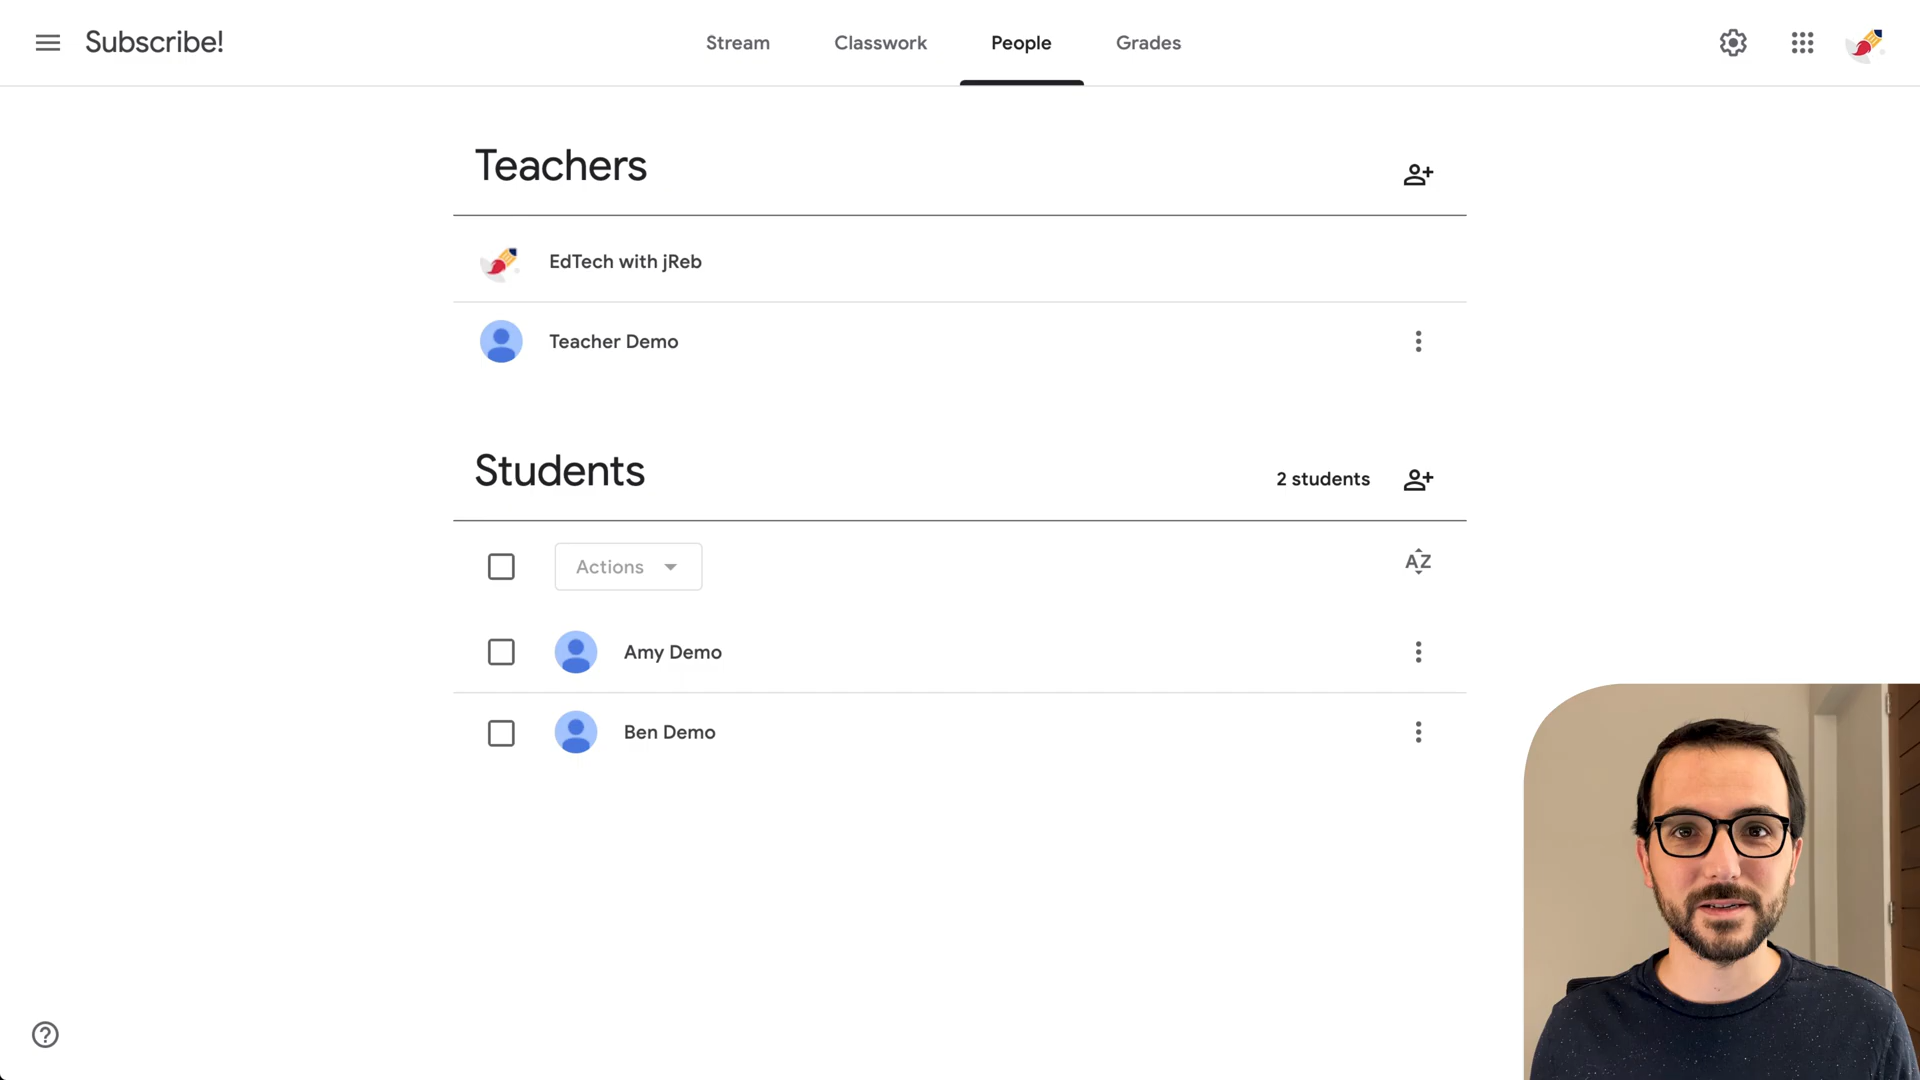 Subscribe!
Stream
Classwork
People
Grades
Teachers
EdTech with jReb
Teacher Demo
Students
2 students
Actions
AZ
Amy Demo
Ben Demo